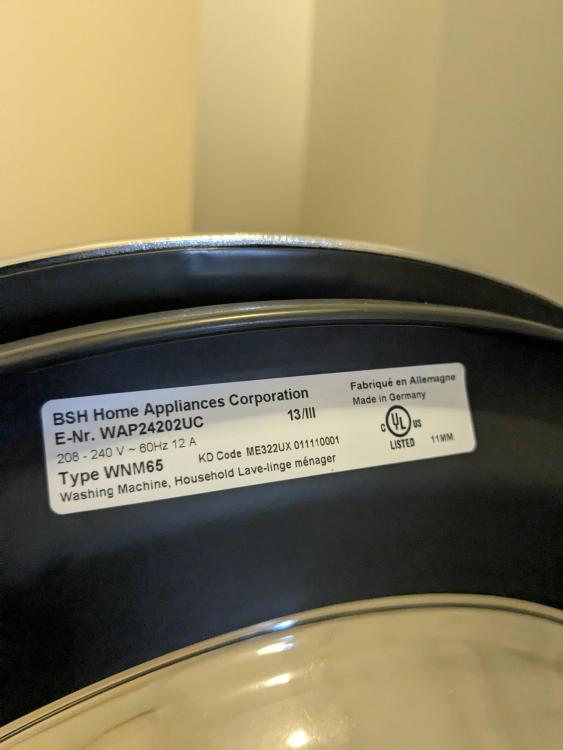 BSH Home Appliances Corporation
E-Nr. WAP24202UC 13/III
208 - 240 V ~ 60Hz 12 A
Type WNM65 KD Code ME322UX 011110001
Washing Machine, Household Lave-linge ménager
Fabriqué en Allemagne
Made in Germany
C UL US
LISTED 11MM